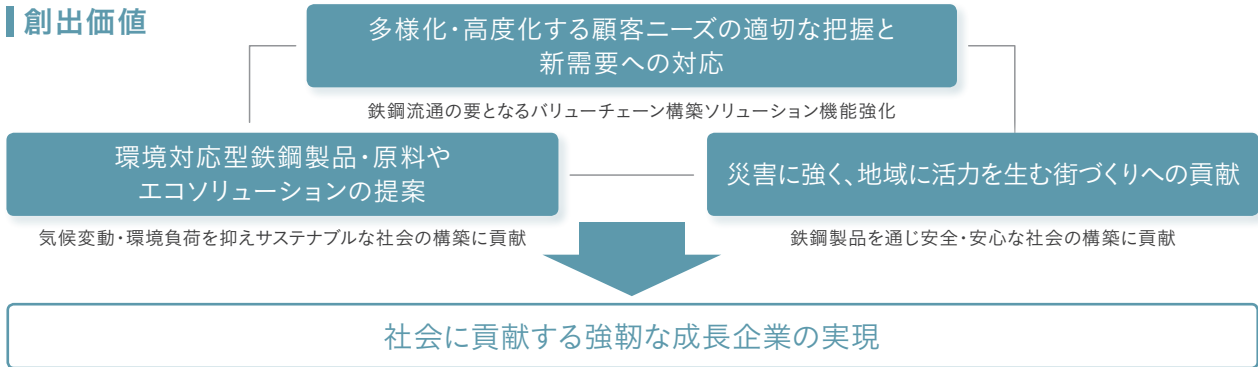 創出価値
多様化・高度化する顧客ニーズの適切な把握と
新需要への対応
鉄鋼流通の要となるバリューチェーン構築ソリューション機能強化
環境対応型鉄鋼製品・原料や
エコソリューションの提案
気候変動・環境負荷を抑えサステナブルな社会の構築に貢献
災害に強く、地域に活力を生む街づくりへの貢献
鉄鋼製品を通じ安全・安心な社会の構築に貢献
社会に貢献する強靭な成長企業の実現